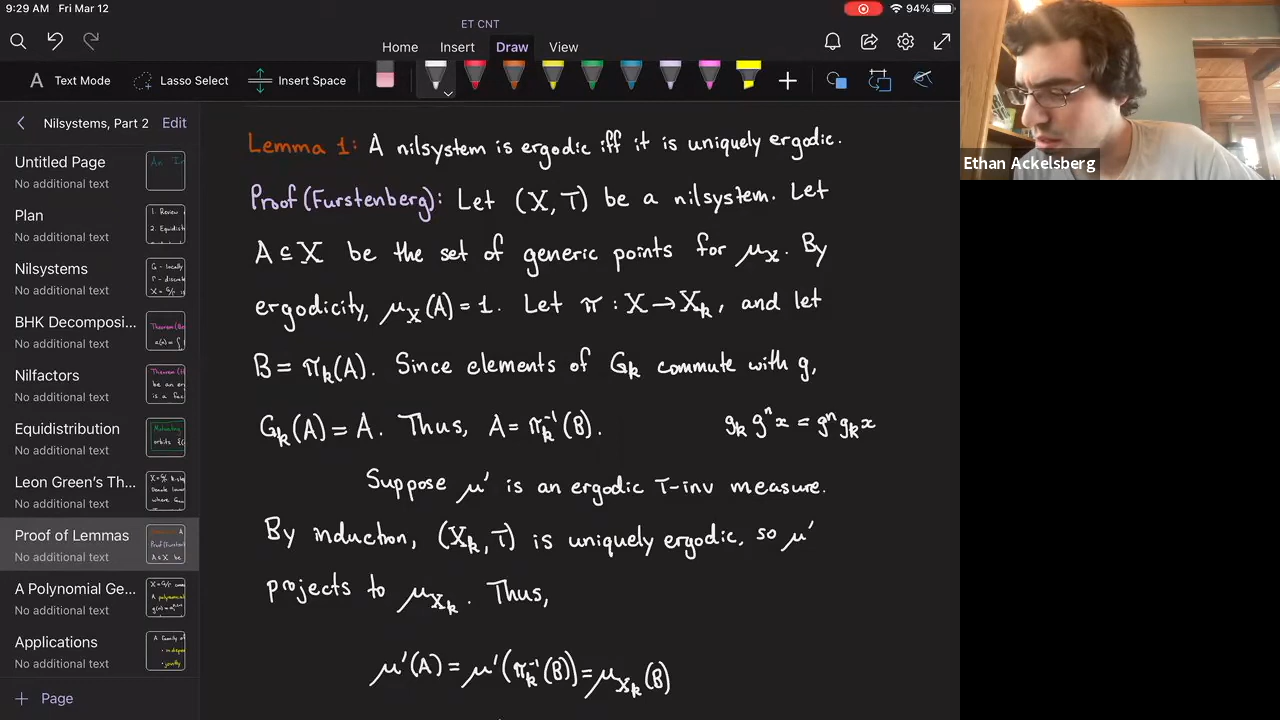 9:29 AM Fri Mar 12
94%
ET CNT
Home Insert Draw View
Text Mode Lasso Select Insert Space
Nilsystems, Part 2 Edit
Untitled Page
No additional text
Plan
No additional text
Nilsystems
No additional text
BHK Decomposi...
No additional text
Nilfactors
No additional text
Equidistribution
No additional text
Leon Green's Th...
No additional text
Proof of Lemmas
No additional text
A Polynomial Ge...
No additional text
Applications
No additional text
Page
Lemma 1: A nilsystem is ergodic iff it is uniquely ergodic.
Proof (Furstenberg): Let (X,T) be a nilsystem. Let
A ⊆ X be the set of generic points for μ_X. By
ergodicity, μ_X(A) = 1. Let π : X → X_k, and let
B = π_k(A). Since elements of G_k commute with g,
G_k(A) = A. Thus, A = π_k^{-1}(B). g_k g^n x = g^n g_k x
Suppose μ' is an ergodic T-inv measure.
By induction, (X_k, T) is uniquely ergodic, so μ'
projects to μ_{X_k}. Thus,
μ'(A) = μ'(π_k^{-1}(B)) = μ_{X_k}(B)
Ethan Ackelsberg